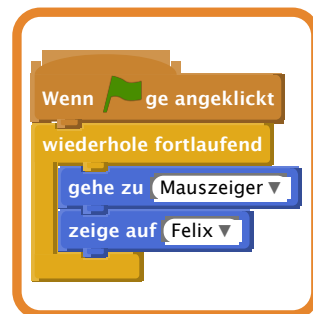 Wenn ge angeklickt
wiederhole fortlaufend
gehe zu Mauszeiger ▼
zeige auf Felix ▼